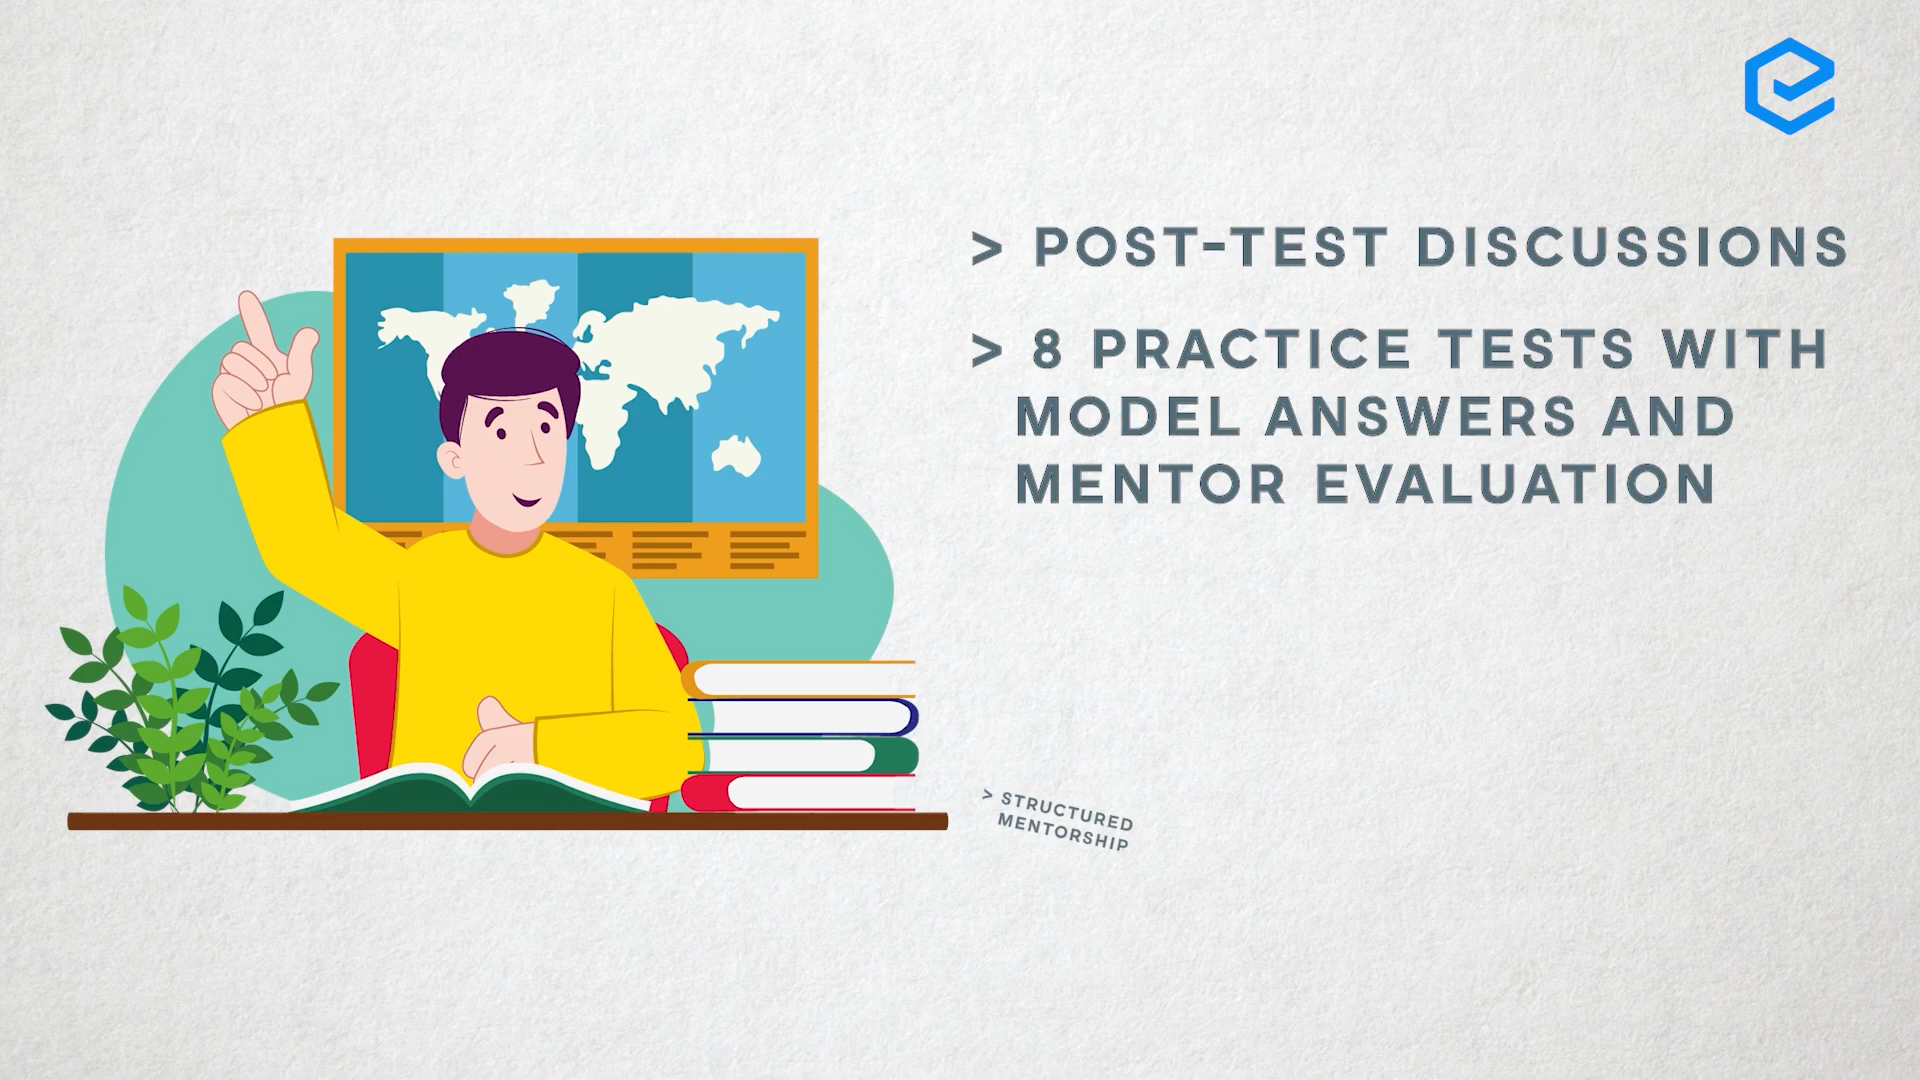 > POST-TEST DISCUSSIONS
> 8 PRACTICE TESTS WITH
MODEL ANSWERS AND
MENTOR EVALUATION
> STRUCTURED
MENTORSHIP